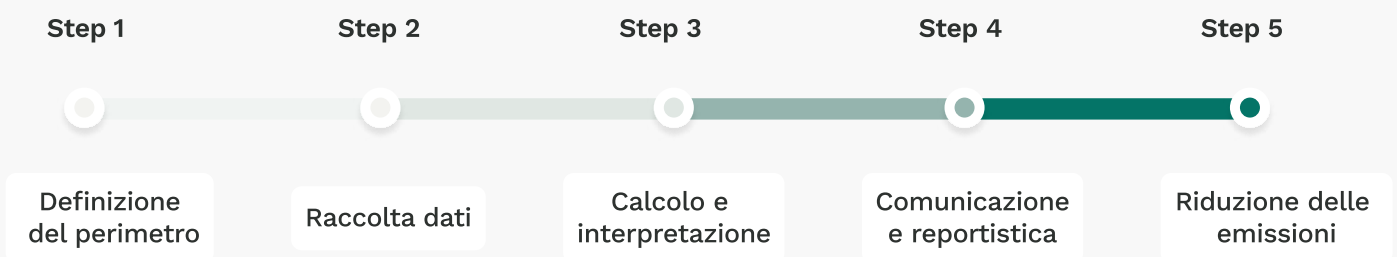 Step 1
Step 2
Step 3
Step 4
Step 5
Definizione
del perimetro
Raccolta dati
Calcolo e
interpretazione
Comunicazione
e reportistica
Riduzione delle
emissioni